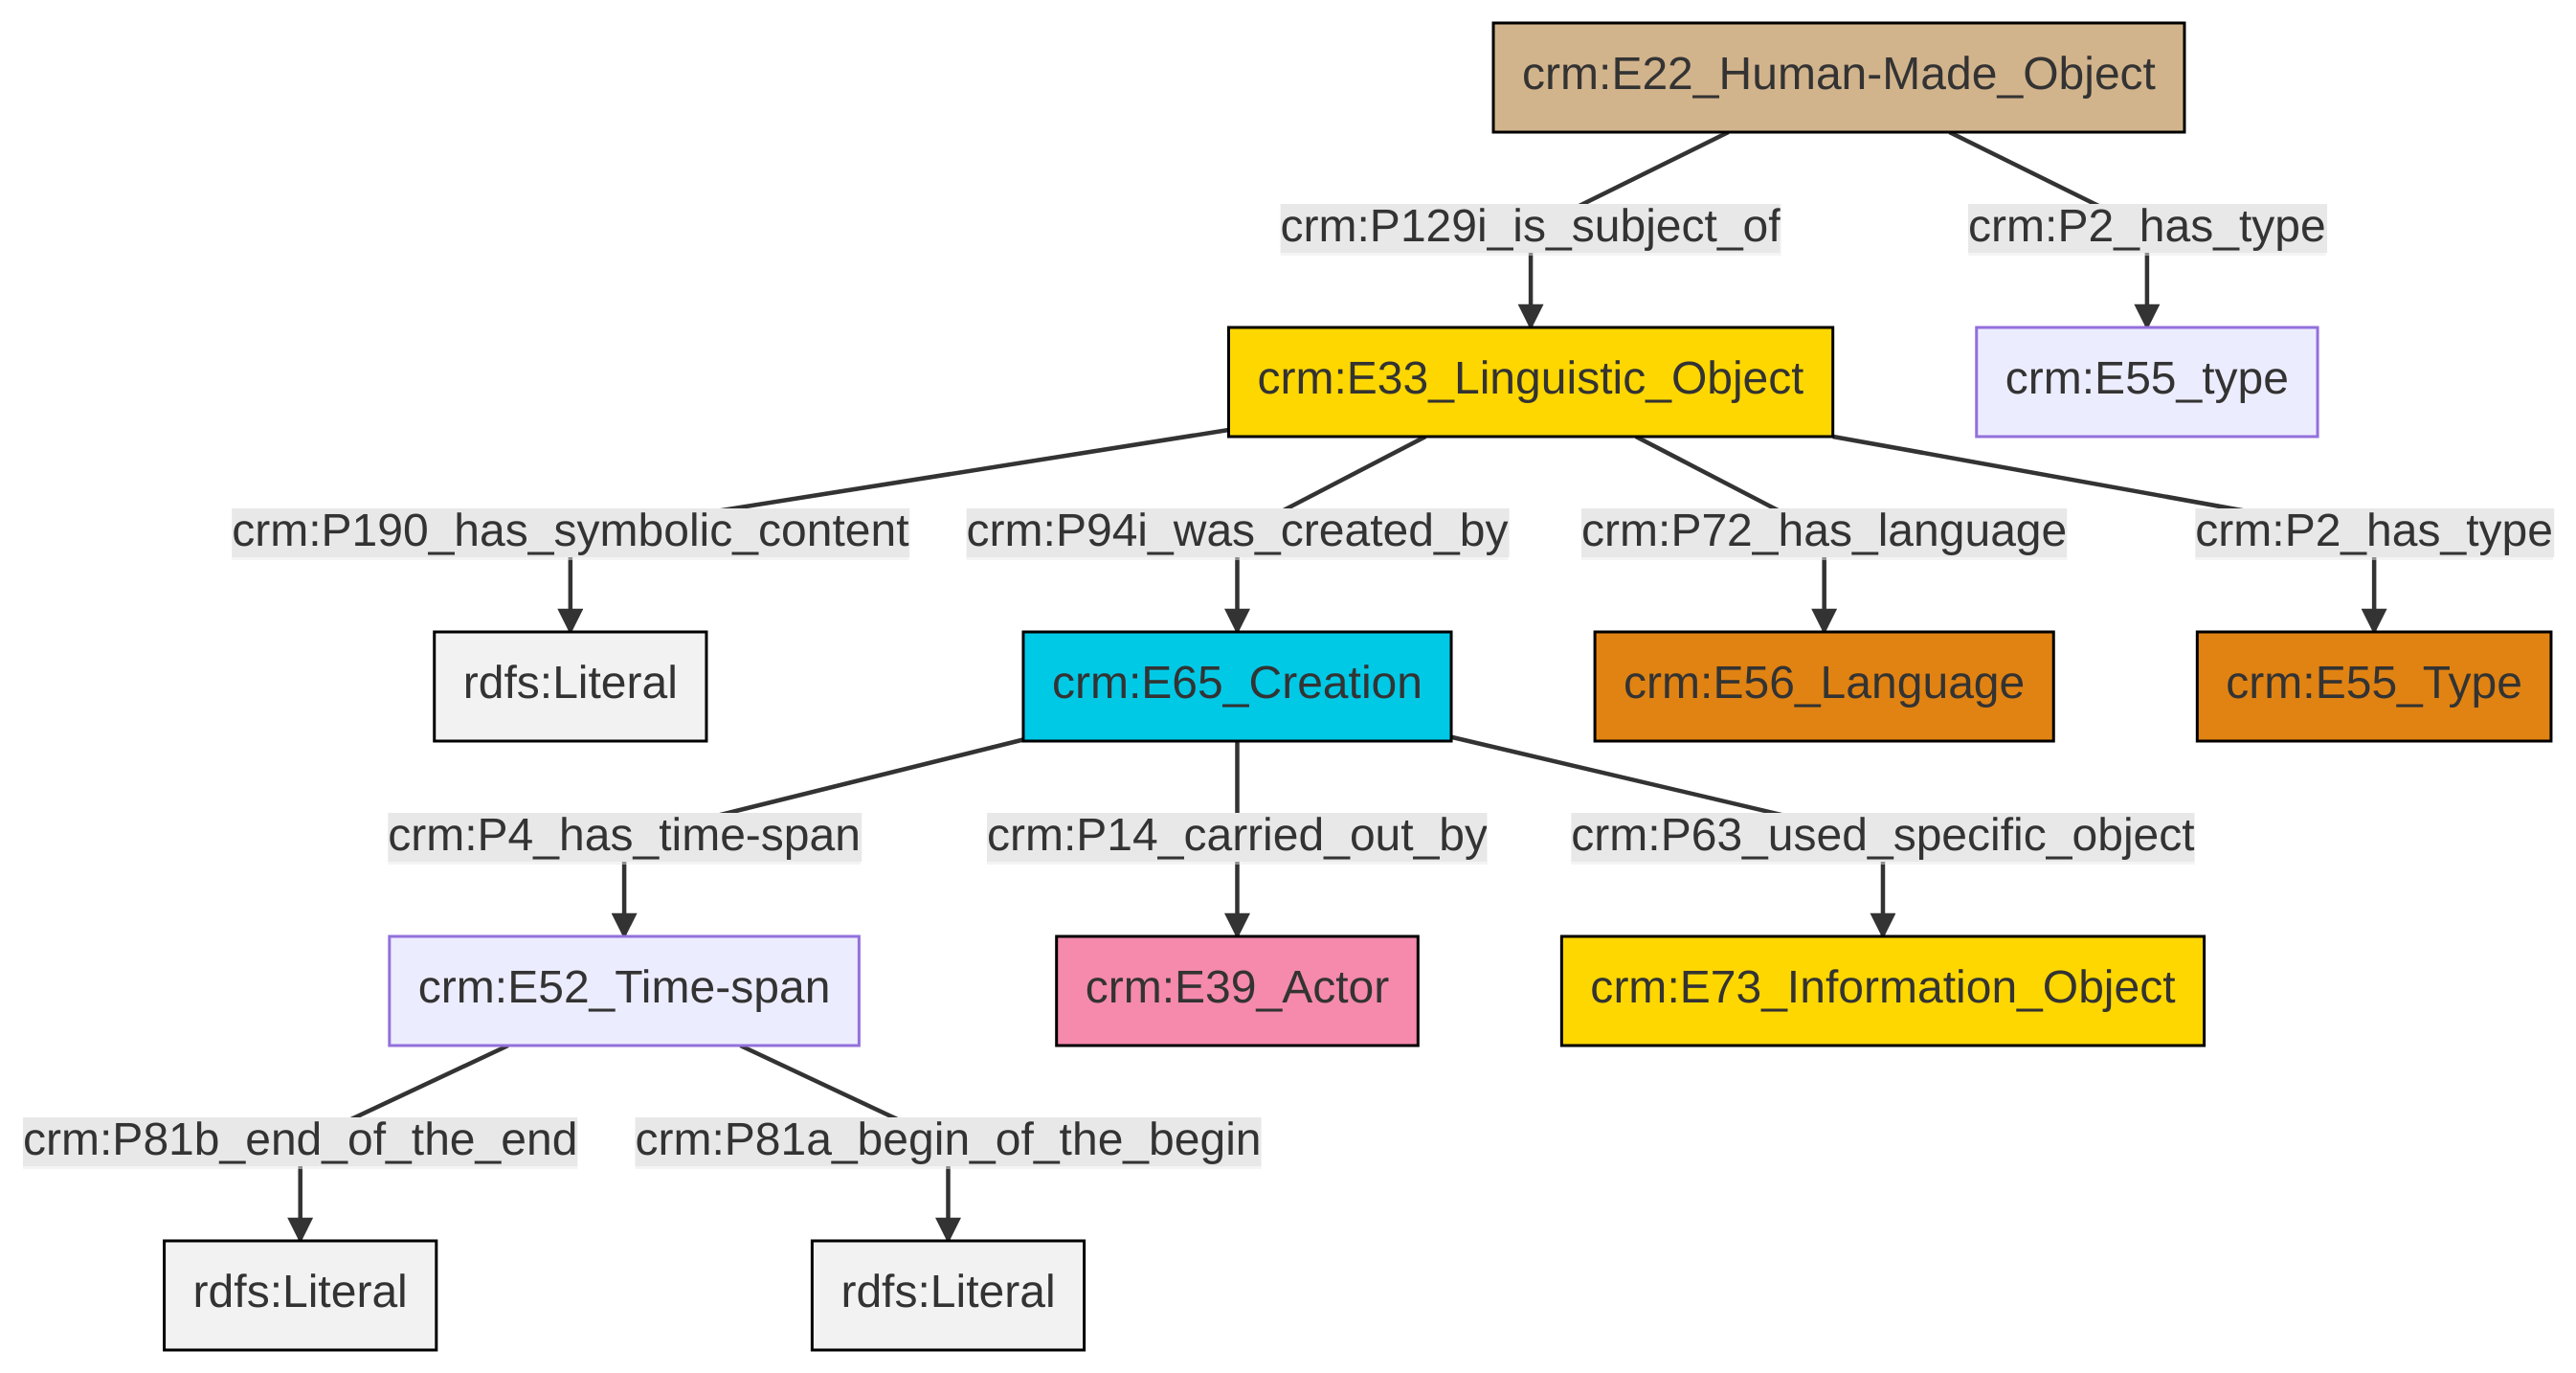 crm:E22_Human-Made_Object
crm:P129i_is_subject_of
crm:P2_has_type
crm:E33_Linguistic_Object
crm:E55_type
crm:P190_has_symbolic_content
crm:P94i_was_created_by
crm:P72_has_language
crm:P2_has_type
rdfs:Literal
crm:E65_Creation
crm:E56_Language
crm:E55_Type
crm:P4_has_time-span
crm:P14_carried_out_by
crm:P63_used_specific_object
crm:E52_Time-span
crm:E39_Actor
crm:E73_Information_Object
crm:P81b_end_of_the_end
crm:P81a_begin_of_the_begin
rdfs:Literal
rdfs:Literal